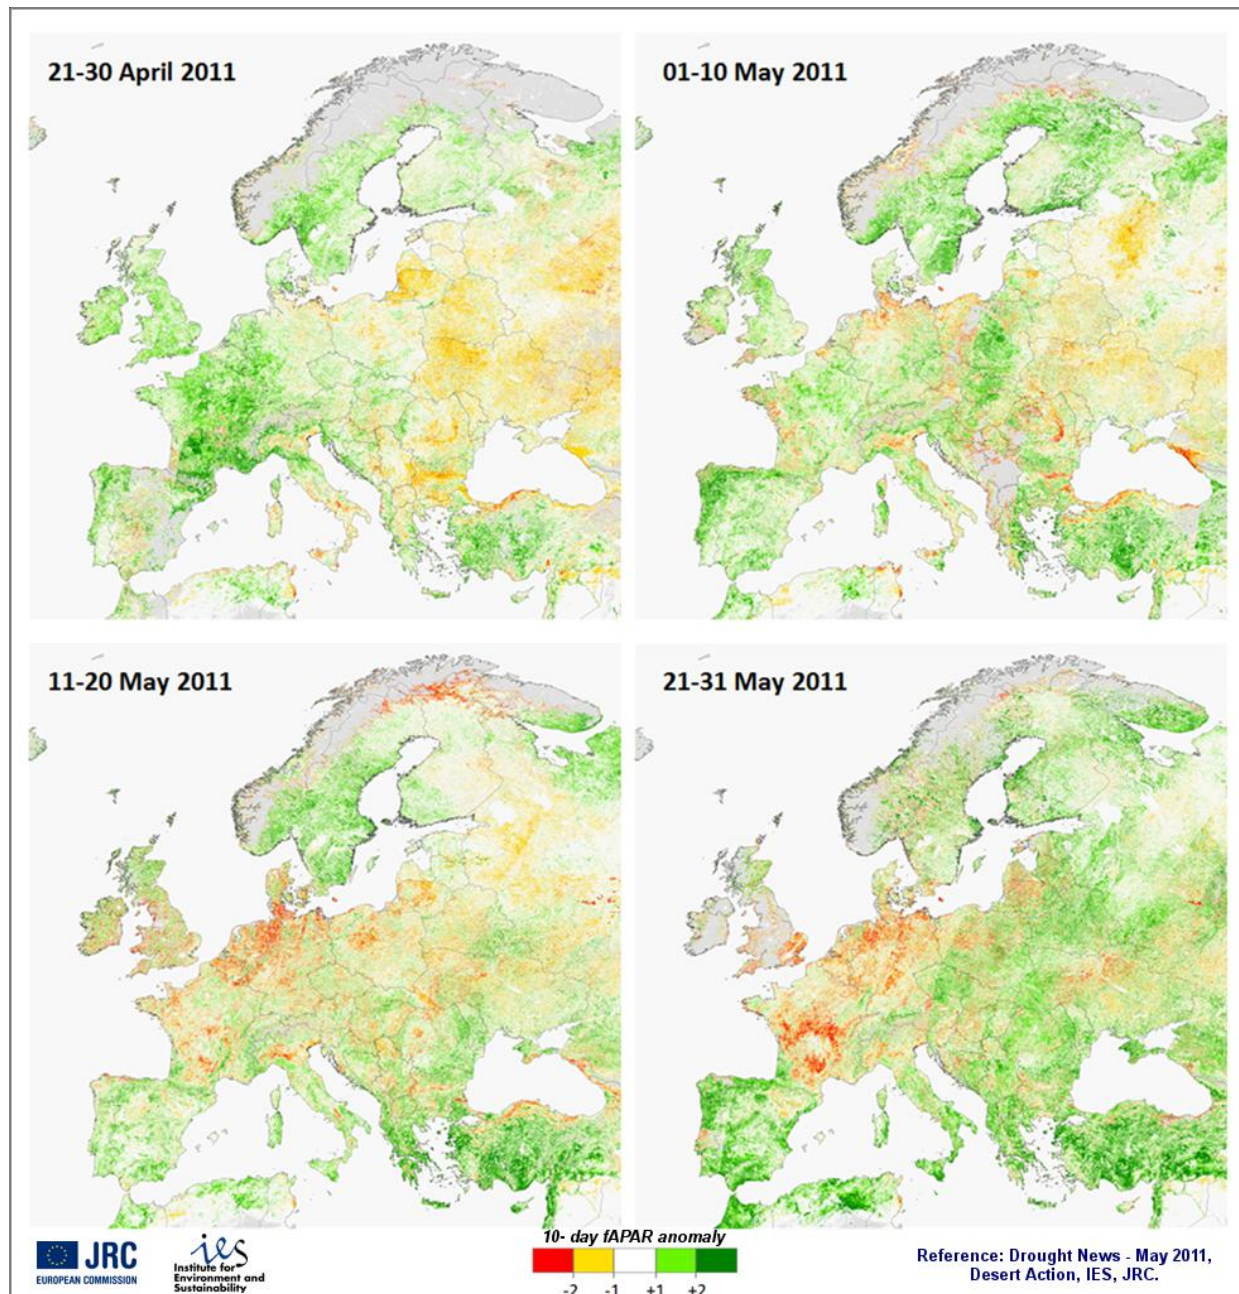 21-30 April 2011
01-10 May 2011
11-20 May 2011
21-31 May 2011
JRC
EUROPEAN COMMISSION
ies
Institute for
Environment and
Sustainability
10- day fAPAR anomaly
-2 -1 +1 +2
Reference: Drought News - May 2011,
Desert Action, IES, JRC.